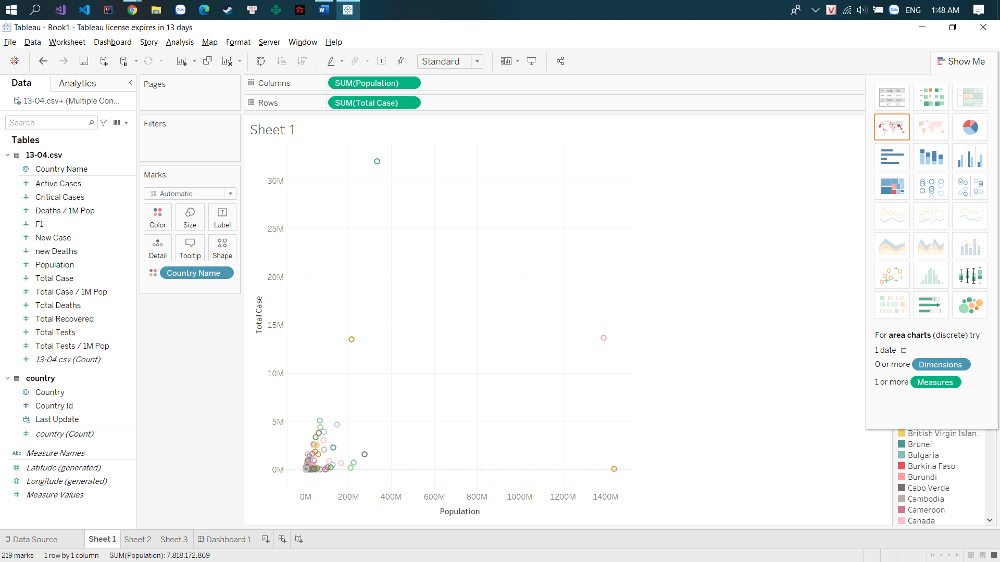 ENG
1:48 AM
Tableau - Book1 - Tableau license expires in 13 days
File Data Worksheet Dashboard Story Analysis Map Format Server Window Help
Standard
Show Me
Data
Analytics
13-04.csv+ (Multiple Con...
Search
Tables
13-04.csv
Country Name
Active Cases
Critical Cases
Deaths / 1M Pop
F1
New Case
new Deaths
Population
Total Case
Total Case / 1M Pop
Total Deaths
Total Recovered
Total Tests
Total Tests / 1M Pop
13-04.csv (Count)
country
Country
Country Id
Last Update
country (Count)
Abc Measure Names
Latitude (generated)
Longitude (generated)
Measure Values
Pages
Filters
Marks
Automatic
Color Size Label
Detail Tooltip Shape
Country Name
Columns
SUM(Population)
Rows
SUM(Total Case)
Sheet 1
30M
25M
20M
15M
10M
5M
0M
Total Case
0M 200M 400M 600M 800M 1000M 1200M 1400M
Population
For area charts (discrete) try
1 date
0 or more Dimensions
1 or more Measures
British Virgin Islan..
Brunei
Bulgaria
Burkina Faso
Burundi
Cabo Verde
Cambodia
Cameroon
Canada
Data Source
Sheet 1
Sheet 2
Sheet 3
Dashboard 1
219 marks
1 row by 1 column
SUM(Population): 7,818,172,869